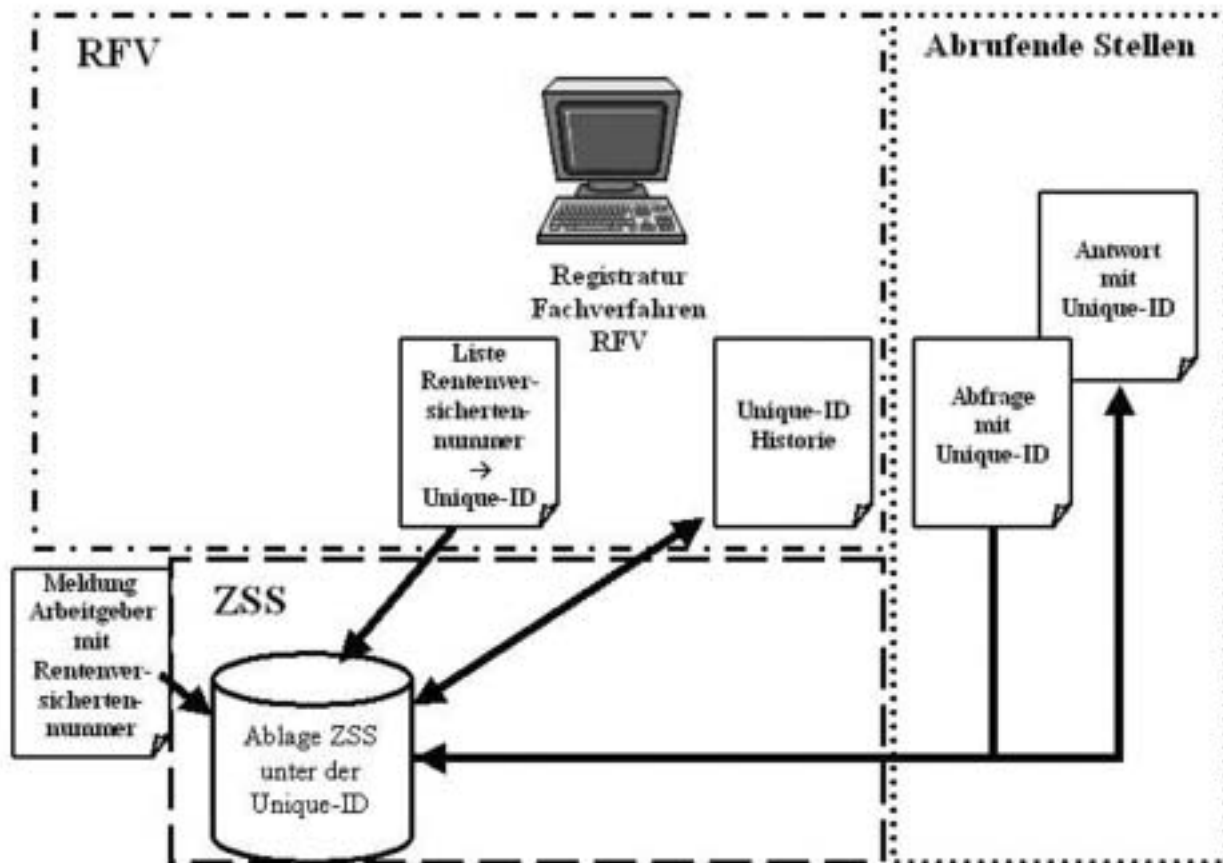 RFV
Abrufende Stellen
Registratur
Fachverfahren
RFV
Antwort
mit
Unique-ID
Liste
Rentenver-
sicherten-
nummer
→
Unique-ID
Unique-ID
Historie
Abfrage
mit
Unique-ID
Meldung
Arbeitgeber
mit
Rentenver-
sicherten-
nummer
ZSS
Ablage ZSS
unter der
Unique-ID